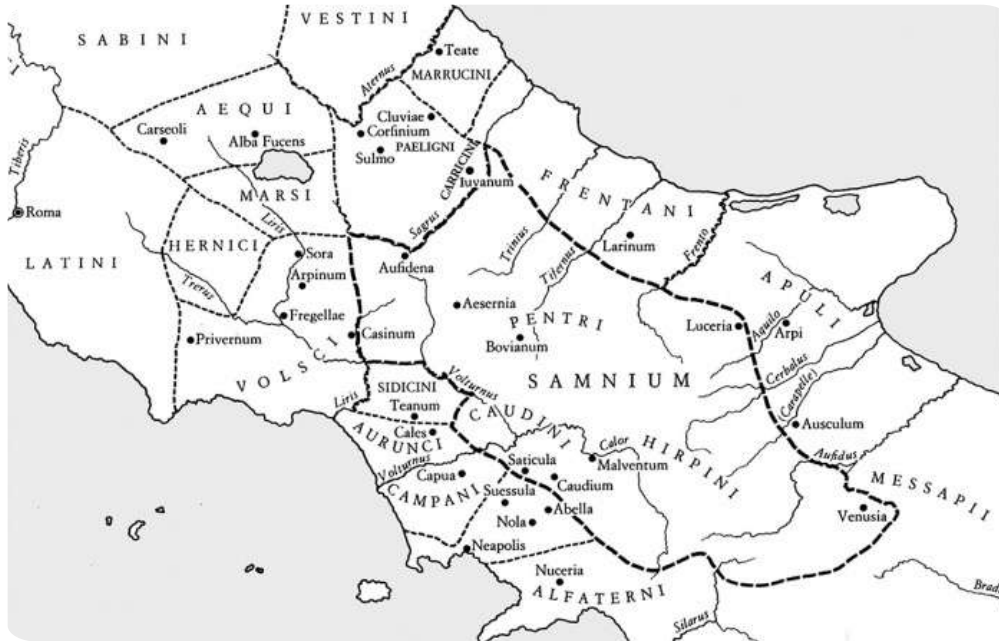 VESTINI
SABINI
Teate
MARRUCINI
Aternus
AEQUI
Cluviae
Carseoli
Alba Fucens
Corfinium
Sulmo
PAELIGNI
CARRICINI
Iuvanum
Tiberis
MARSI
FRENTANI
Roma
Liris
Sagrus
HERNICI
Trinius
Tifernus
Larinum
Frento
LATINI
Sora
Aufidena
Trerus
Arpinum
APULI
Aesernia
Fregellae
PENTRI
Luceria
Aquilo
Arpi
Privernum
Casinum
Bovianum
VOLSCI
Cerbalus
SAMNIUM
(Carapelle)
Volturnus
SIDICINI
Liris
Teanum
CAUDINI
Ausculum
AURUNCI
Cales
Calor
HIRPINI
Aufidus
Volturnus
Saticula
Malventum
Capua
Caudium
MESSAPII
CAMPANI
Suessula
Abella
Venusia
Nola
Neapolis
Nuceria
ALFATERNI
Brad
Silarus